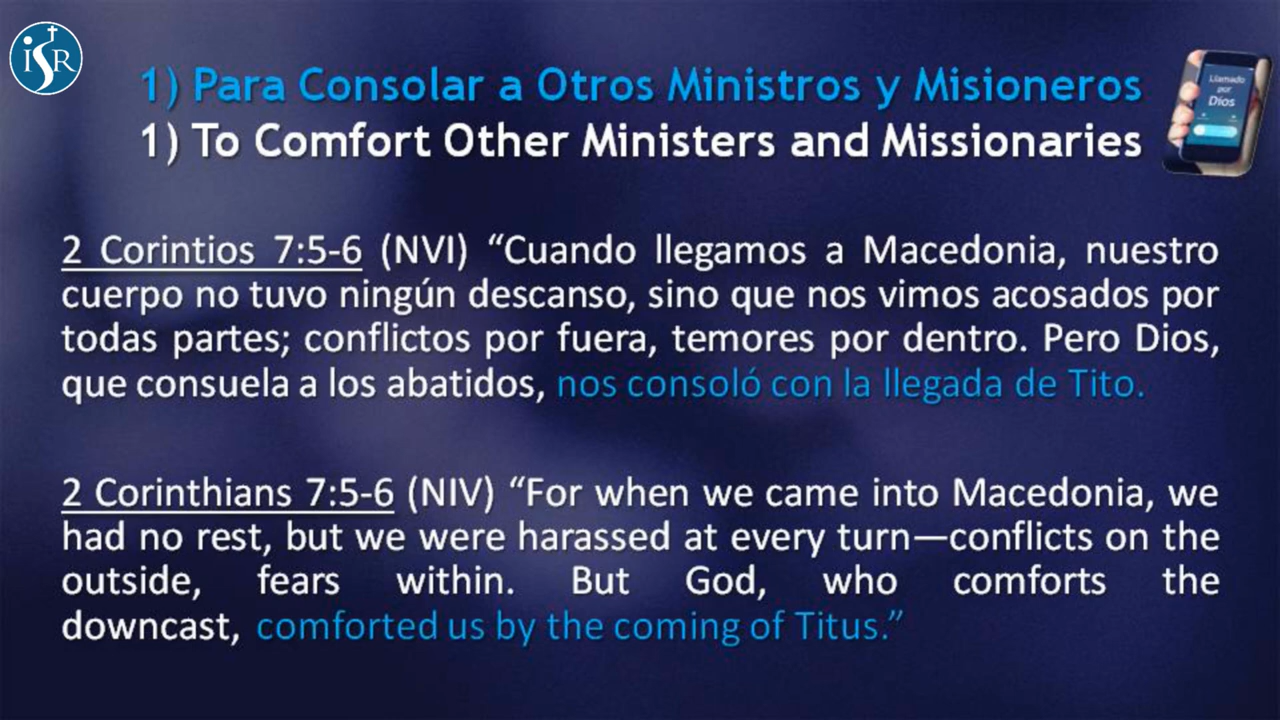 iSR
1) Para Consolar a Otros Ministros y Misioneros
1) To Comfort Other Ministers and Missionaries
Llamado
por
Dios
2 Corintios 7:5-6 (NVI) “Cuando llegamos a Macedonia, nuestro
cuerpo no tuvo ningún descanso, sino que nos vimos acosados por
todas partes; conflictos por fuera, temores por dentro. Pero Dios,
que consuela a los abatidos, nos consoló con la llegada de Tito.
2 Corinthians 7:5-6 (NIV) “For when we came into Macedonia, we
had no rest, but we were harassed at every turn—conflicts on the
outside, fears within. But God, who comforts the
downcast, comforted us by the coming of Titus.”